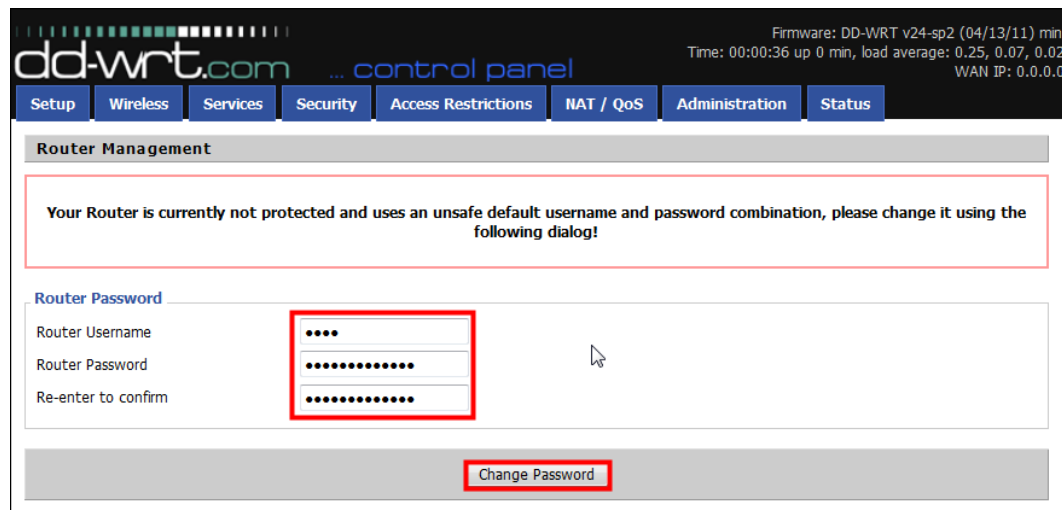 Firmware: DD-WRT v24-sp2 (04/13/11) min
dd-wrt.com ... control panel
Time: 00:00:36 up 0 min, load average: 0.25, 0.07, 0.02
WAN IP: 0.0.0.0
Setup Wireless Services Security Access Restrictions NAT / QoS Administration Status
Router Management
Your Router is currently not protected and uses an unsafe default username and password combination, please change it using the
following dialog!
Router Password
Router Username ••••
Router Password •••••••••••••
Re-enter to confirm •••••••••••••
Change Password